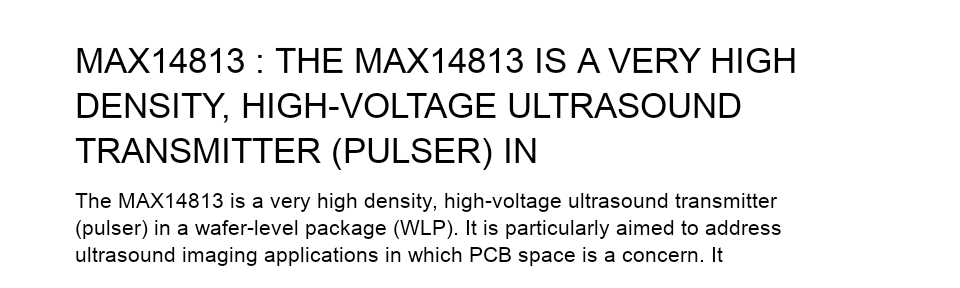 MAX14813 : THE MAX14813 IS A VERY HIGH
DENSITY, HIGH-VOLTAGE ULTRASOUND
TRANSMITTER (PULSER) IN
The MAX14813 is a very high density, high-voltage ultrasound transmitter
(pulser) in a wafer-level package (WLP). It is particularly aimed to address
ultrasound imaging applications in which PCB space is a concern. It